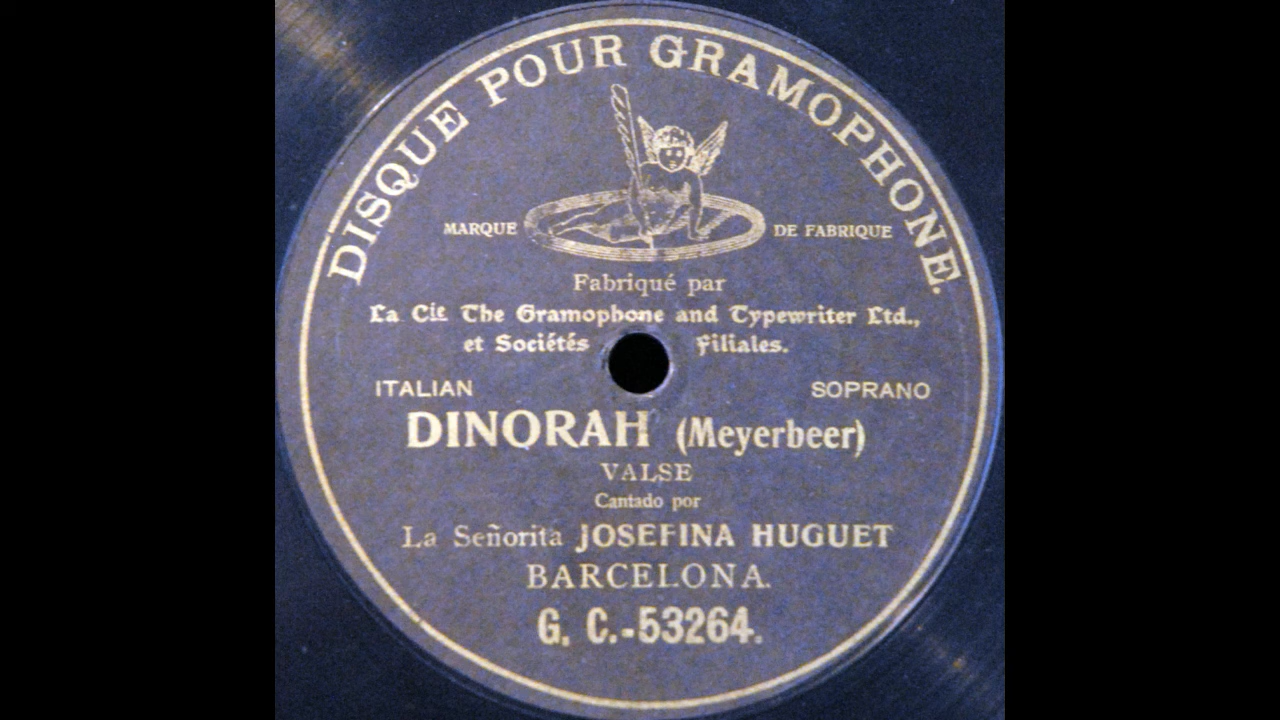 DISQUE POUR GRAMOPHONE.
MARQUE DE FABRIQUE
Fabriqué par
La Cie The Gramophone and Typewriter Ltd.,
et Sociétés Filiales.
ITALIAN SOPRANO
DINORAH (Meyerbeer)
VALSE
Cantado por
La Señorita JOSEFINA HUGUET
BARCELONA.
G. C.-53264.